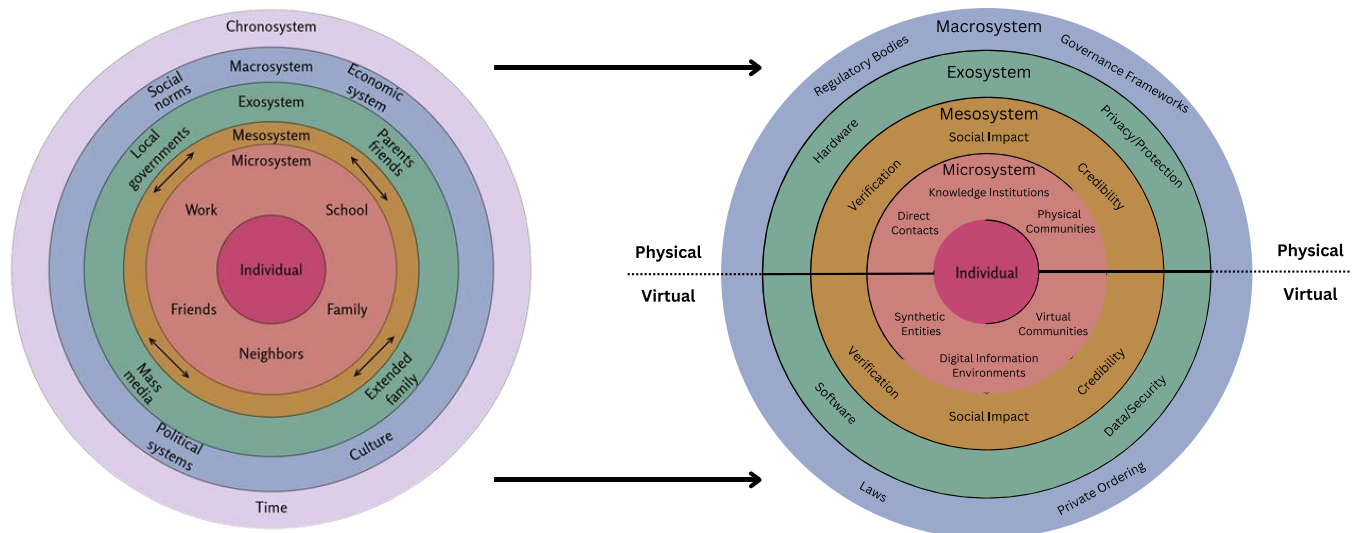 Chronosystem
Macrosystem
Social
norms
Economic
system
Exosystem
Local
governments
Parents
friends
Mesosystem
Microsystem
Work
School
Individual
Friends
Family
Neighbors
Mass
media
Extended
family
Political
systems
Culture
Time
Macrosystem
Regulatory Bodies
Governance Frameworks
Exosystem
Hardware
Privacy/Protection
Mesosystem
Social Impact
Verification
Credibility
Microsystem
Knowledge Institutions
Direct
Contacts
Physical
Communities
Physical
Physical
Individual
Virtual
Virtual
Synthetic
Entities
Virtual
Communities
Digital Information
Environments
Verification
Credibility
Social Impact
Software
Data/Security
Laws
Private Ordering